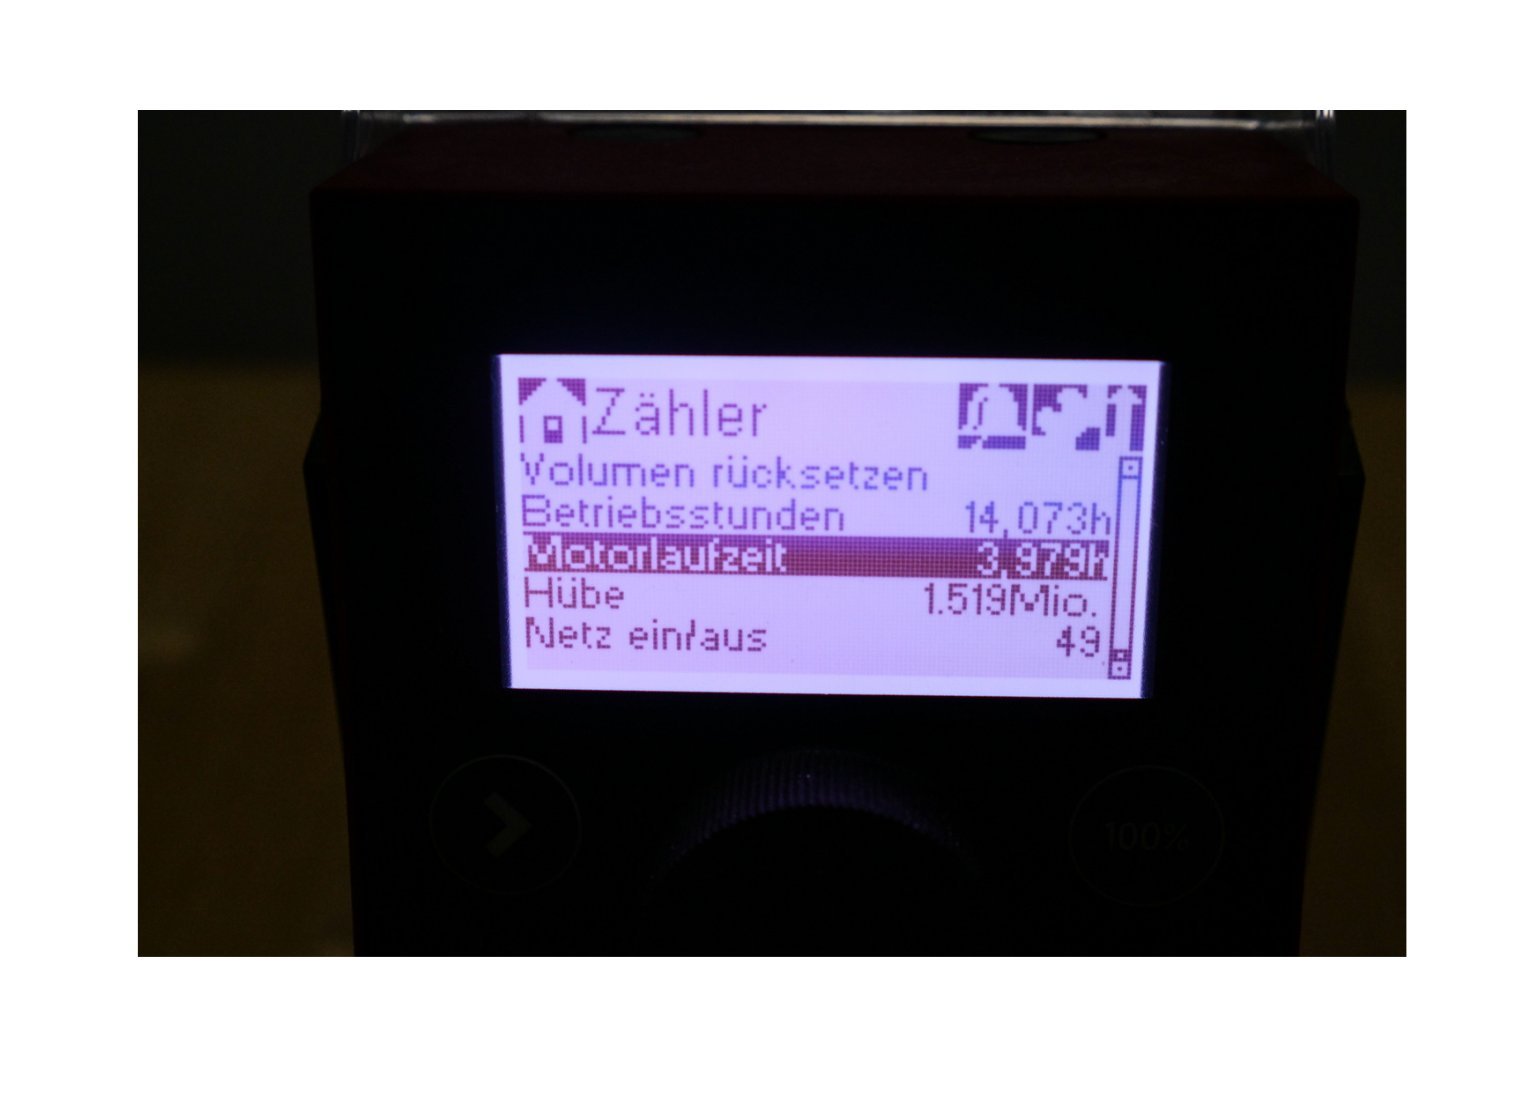 Zähler
Volumen rücksetzen
Betriebsstunden 14,073h
Motorlaufzeit 3,979h
Hübe 1.519Mio.
Netz ein/aus 49
100%